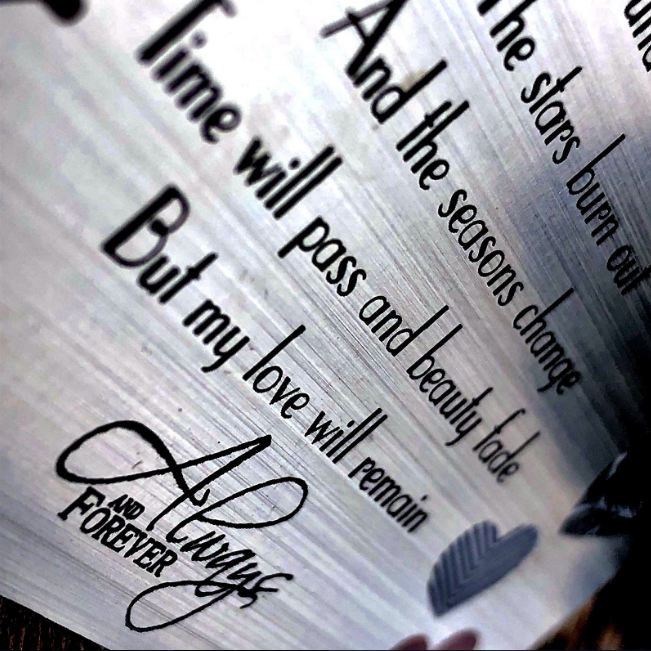 The stars burn out
And the seasons change
Time will pass and beauty fade
But my love will remain
Always
AND
FOREVER